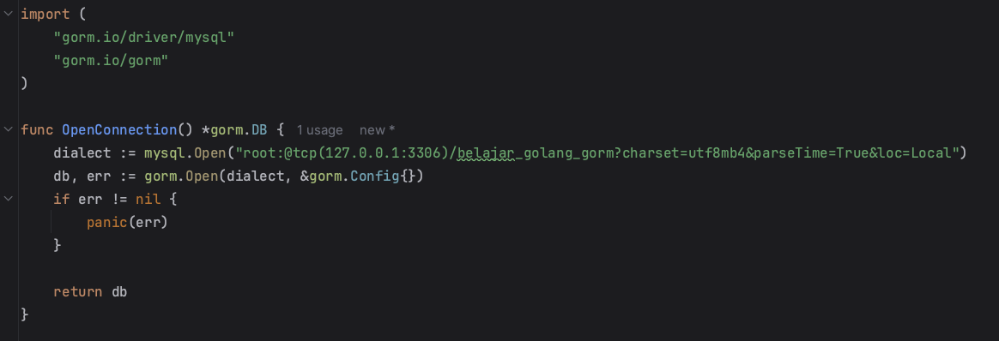 import (
    "gorm.io/driver/mysql"
    "gorm.io/gorm"
)
func OpenConnection() *gorm.DB {  1 usage  new *
    dialect := mysql.Open("root:@tcp(127.0.0.1:3306)/belajar_golang_gorm?charset=utf8mb4&parseTime=True&loc=Local")
    db, err := gorm.Open(dialect, &gorm.Config{})
    if err != nil {
        panic(err)
    }
    return db
}